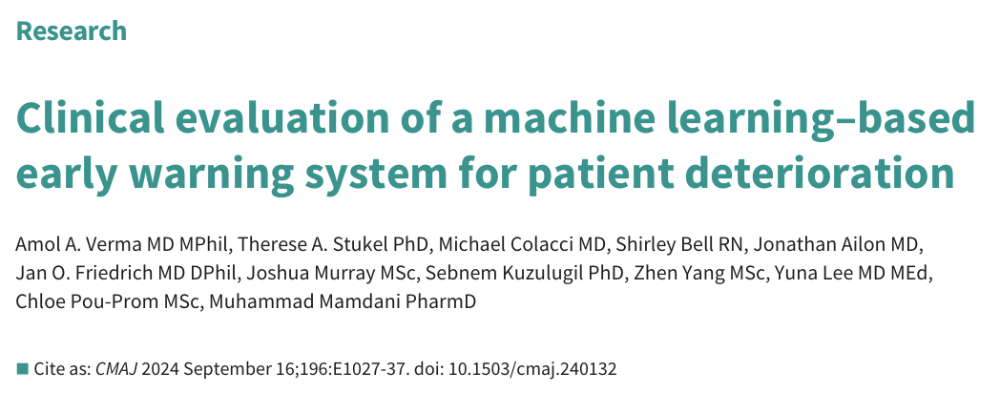 Research
Clinical evaluation of a machine learning–based
early warning system for patient deterioration
Amol A. Verma MD MPhil, Therese A. Stukel PhD, Michael Colacci MD, Shirley Bell RN, Jonathan Ailon MD,
Jan O. Friedrich MD DPhil, Joshua Murray MSc, Sebnem Kuzulugil PhD, Zhen Yang MSc, Yuna Lee MD MEd,
Chloe Pou-Prom MSc, Muhammad Mamdani PharmD
■ Cite as: CMAJ 2024 September 16;196:E1027-37. doi: 10.1503/cmaj.240132